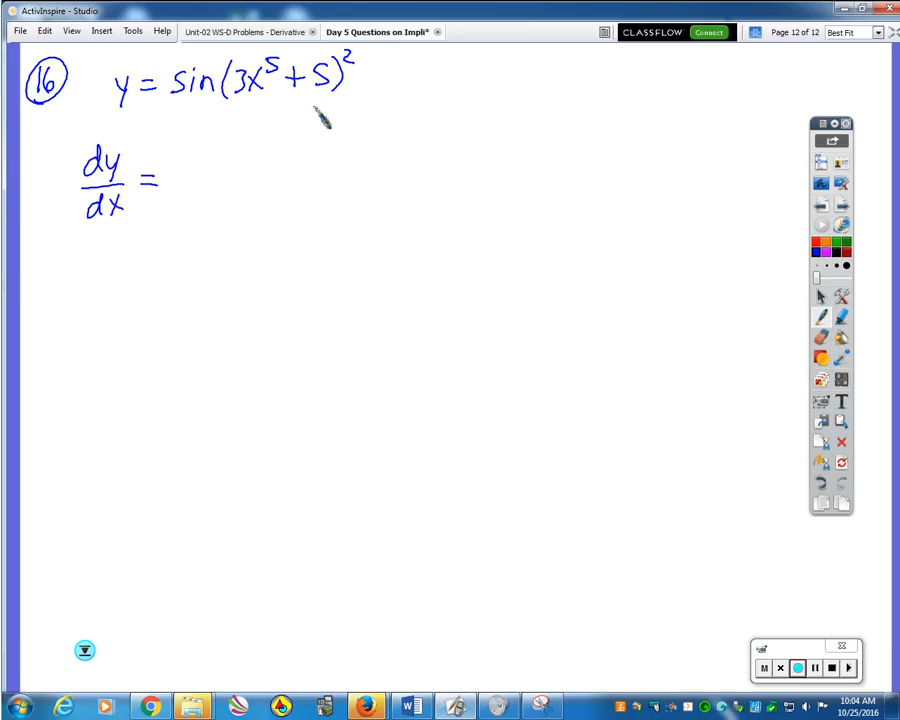 ActivInspire - Studio
File Edit View Insert Tools Help Unit-02 WS-D Problems - Derivative Day 5 Questions on Impli* CLASSFLOW Connect Page 12 of 12 Best Fit
16 y = sin(3x⁵ + 5)²
dy/dx =
T
M
10:04 AM
10/25/2016